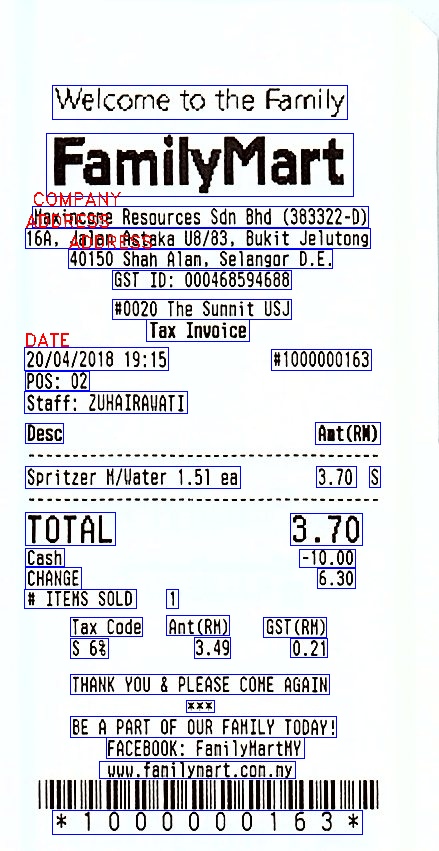 Welcome to the Family
FamilyMart
COMPANY
Maxincome Resources Sdn Bhd (383322-D)
ADDRESS
16A, Jalan Astaka U8/83, Bukit Jelutong
ADDRESS
40150 Shah Alam, Selangor D.E.
GST ID: 000468594688
#0020 The Summit USJ
Tax Invoice
DATE
20/04/2018 19:15 #1000000163
POS: 02
Staff: ZUHAIRAWATI
Desc Amt(RM)
Spritzer M/Water 1.5l ea 3.70 S
TOTAL 3.70
Cash -10.00
CHANGE 6.30
# ITEMS SOLD 1
Tax Code Amt(RM) GST(RM)
S 6% 3.49 0.21
THANK YOU & PLEASE COME AGAIN
***
BE A PART OF OUR FAMILY TODAY!
FACEBOOK: FamilyMartMY
www.familymart.com.my
*1000000163*